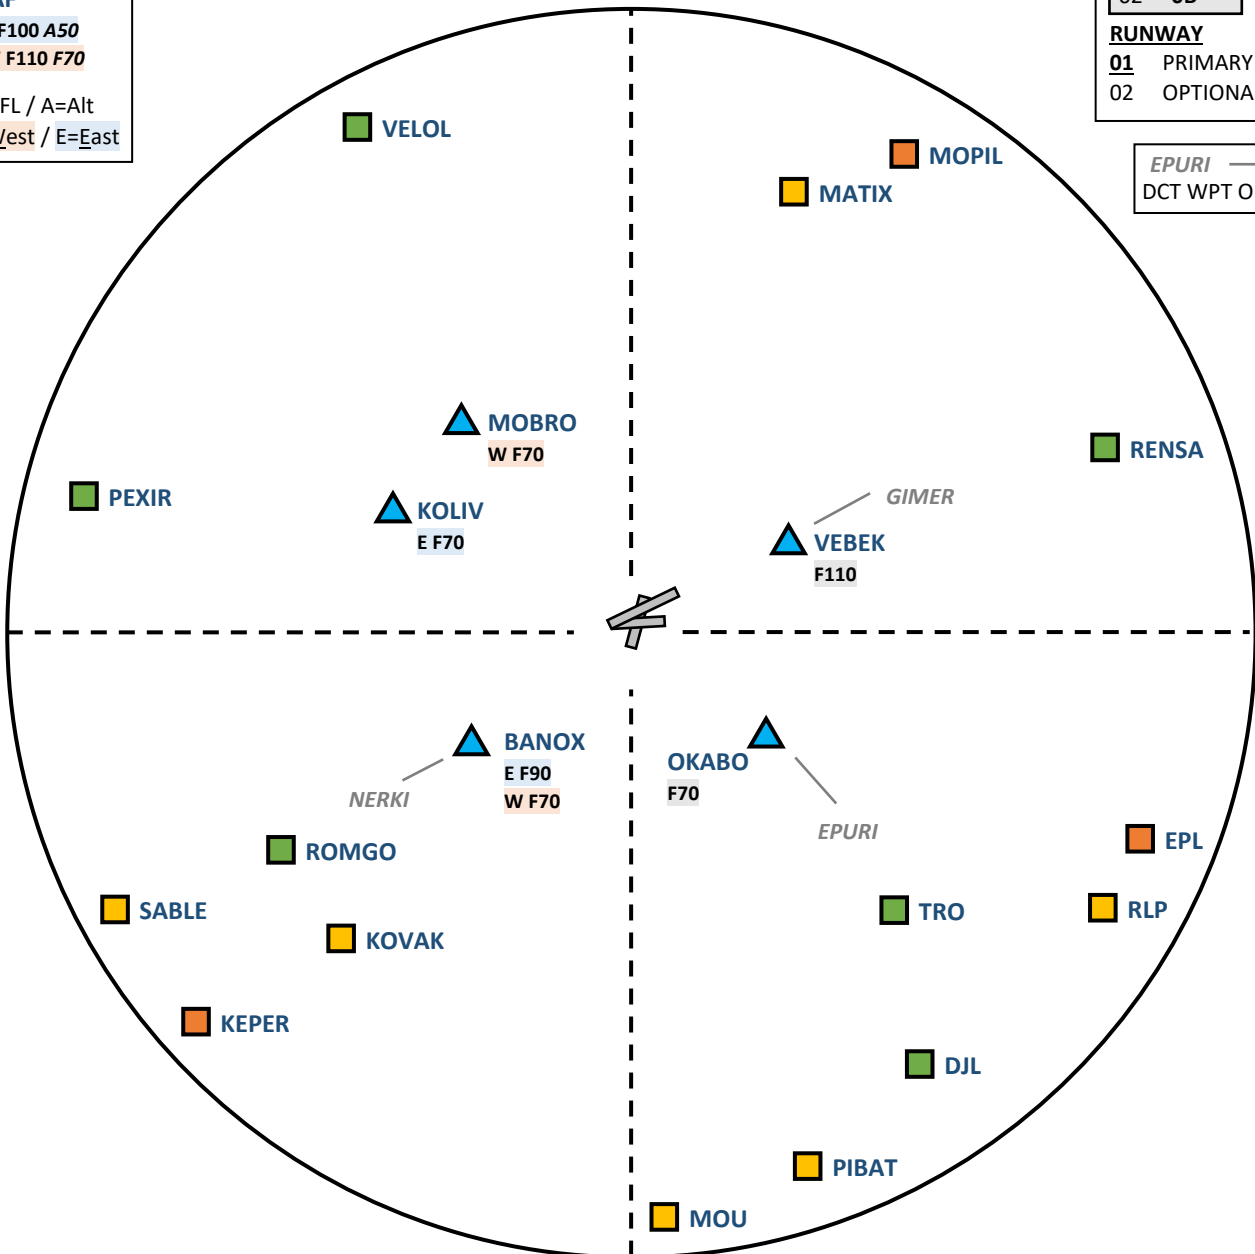 F100 A50
F110 F70
FL / A=Alt
West / E=East
RUNWAY
01 PRIMARY
02
EPURI
DCT WPT
VELOL
MOPIL
MATIX
MOBRO
W F70
RENSA
PEXIR
KOLIV
E F70
GIMER
VEBEK
F110
BANOX
E F90
W F70
NERKI
OKABO
F70
EPURI
ROMGO
EPL
SABLE
TRO
RLP
KOVAK
KEPER
DJL
PIBAT
MOU